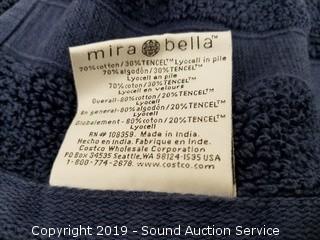 mira bella™
70%cotton/30%TENCEL™ Lyocell in pile
70%algodón/30%TENCEL™
Lyocell en pile
70% coton/30%TENCEL™
Lyocell en velours
Overall-80%cotton/20%TENCEL™
Lyocell
En general-80%algodón/20%TENCEL™
Lyocell
Globalement-80% coton/20%TENCEL™
Lyocell
RN# 108359. Made in India.
Hecho en India. Fabrique en Inde.
Costco Wholesale Corporation
PO Box 34535 Seattle,WA 98124-1535 USA
1-800-774-2678. www.costco.com
Copyright 2019 - Sound Auction Service